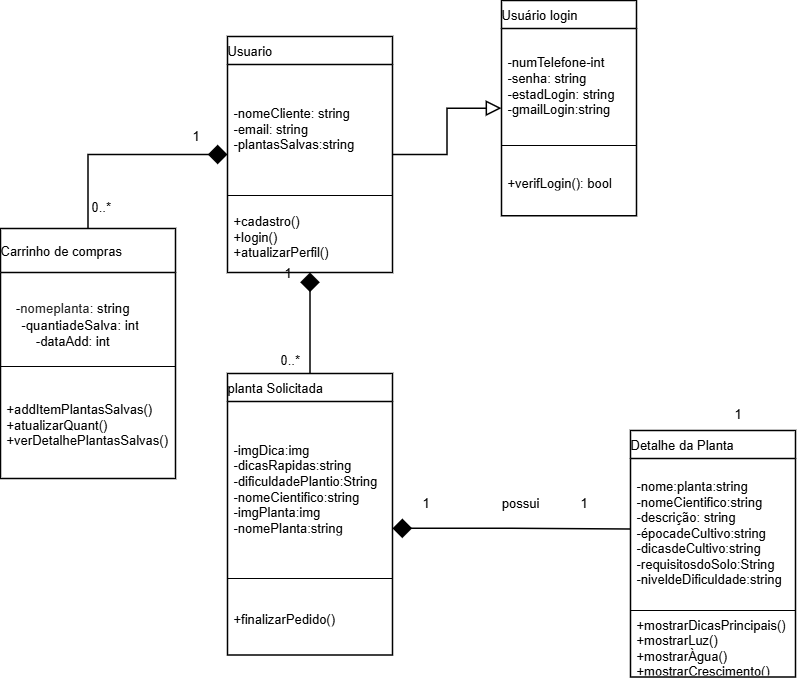 Usuário login
-numTelefone-int
-senha: string
-estadLogin: string
-gmailLogin:string
+verifLogin(): bool
Usuario
-nomeCliente: string
-email: string
-plantasSalvas:string
+cadastro()
+login()
+atualizarPerfil()
1
0..*
Carrinho de compras
-nomeplanta: string
-quantiadeSalva: int
-dataAdd: int
+addItemPlantasSalvas()
+atualizarQuant()
+verDetalhePlantasSalvas()
1
0..*
planta Solicitada
-imgDica:img
-dicasRapidas:string
-dificuldadePlantio:String
-nomeCientifico:string
-imgPlanta:img
-nomePlanta:string
+finalizarPedido()
1
possui
1
1
Detalhe da Planta
-nome:planta:string
-nomeCientifico:string
-descrição: string
-épocadeCultivo:string
-dicasdeCultivo:string
-requisitosdoSolo:String
-niveldeDificuldade:string
+mostrarDicasPrincipais()
+mostrarLuz()
+mostrarÀgua()
+mostrarCrescimento()